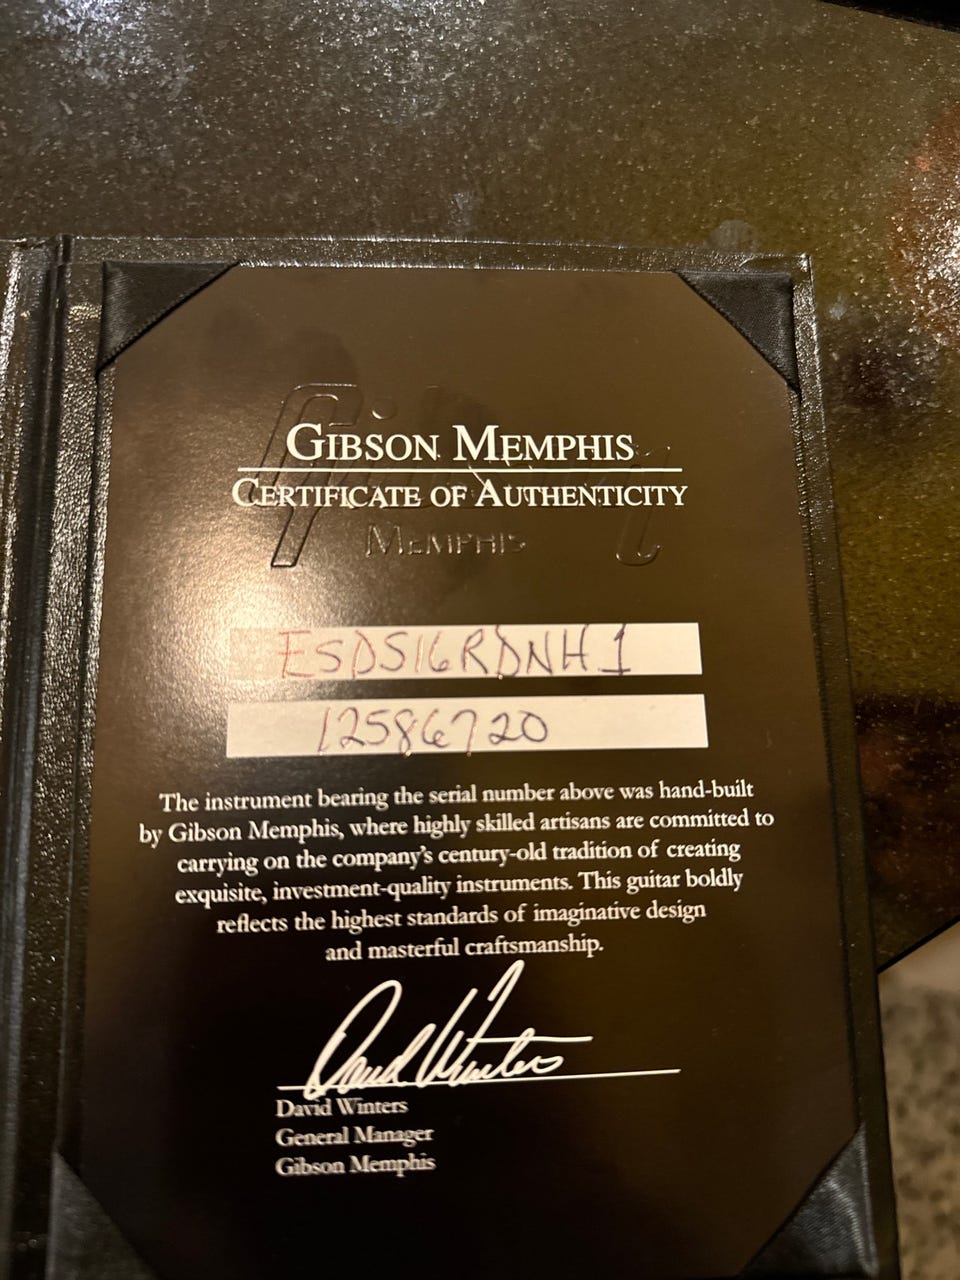 GIBSON MEMPHIS
CERTIFICATE OF AUTHENTICITY
Gibson
MEMPHIS
ESDS16RDNH1
12586720
The instrument bearing the serial number above was hand-built
by Gibson Memphis, where highly skilled artisans are committed to
carrying on the company's century-old tradition of creating
exquisite, investment-quality instruments. This guitar boldly
reflects the highest standards of imaginative design
and masterful craftsmanship.
David Winters
David Winters
General Manager
Gibson Memphis